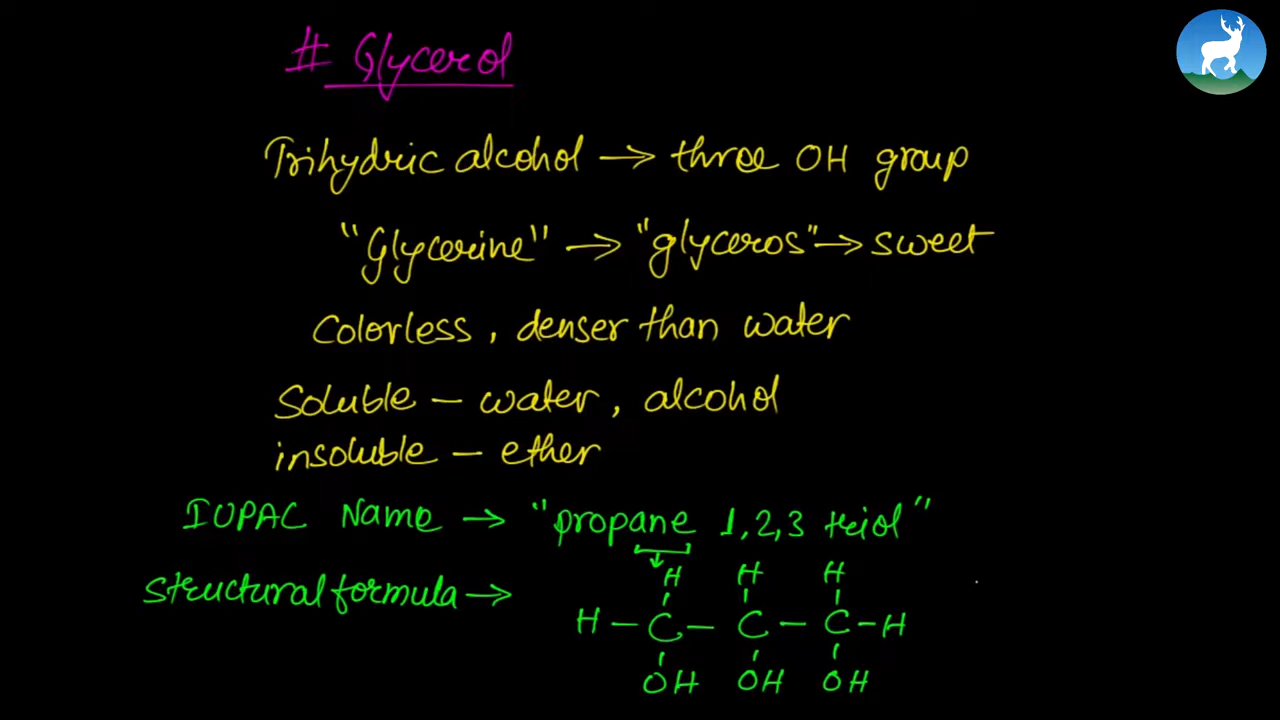 # Glycerol
Trihydric alcohol → three OH group
"Glycerine" → "glyceros" → sweet
Colorless, denser than water
Soluble – water, alcohol
insoluble – ether
IUPAC Name → "propane 1,2,3 triol"
structural formula →
H H H
H – C – C – C – H
OH OH OH